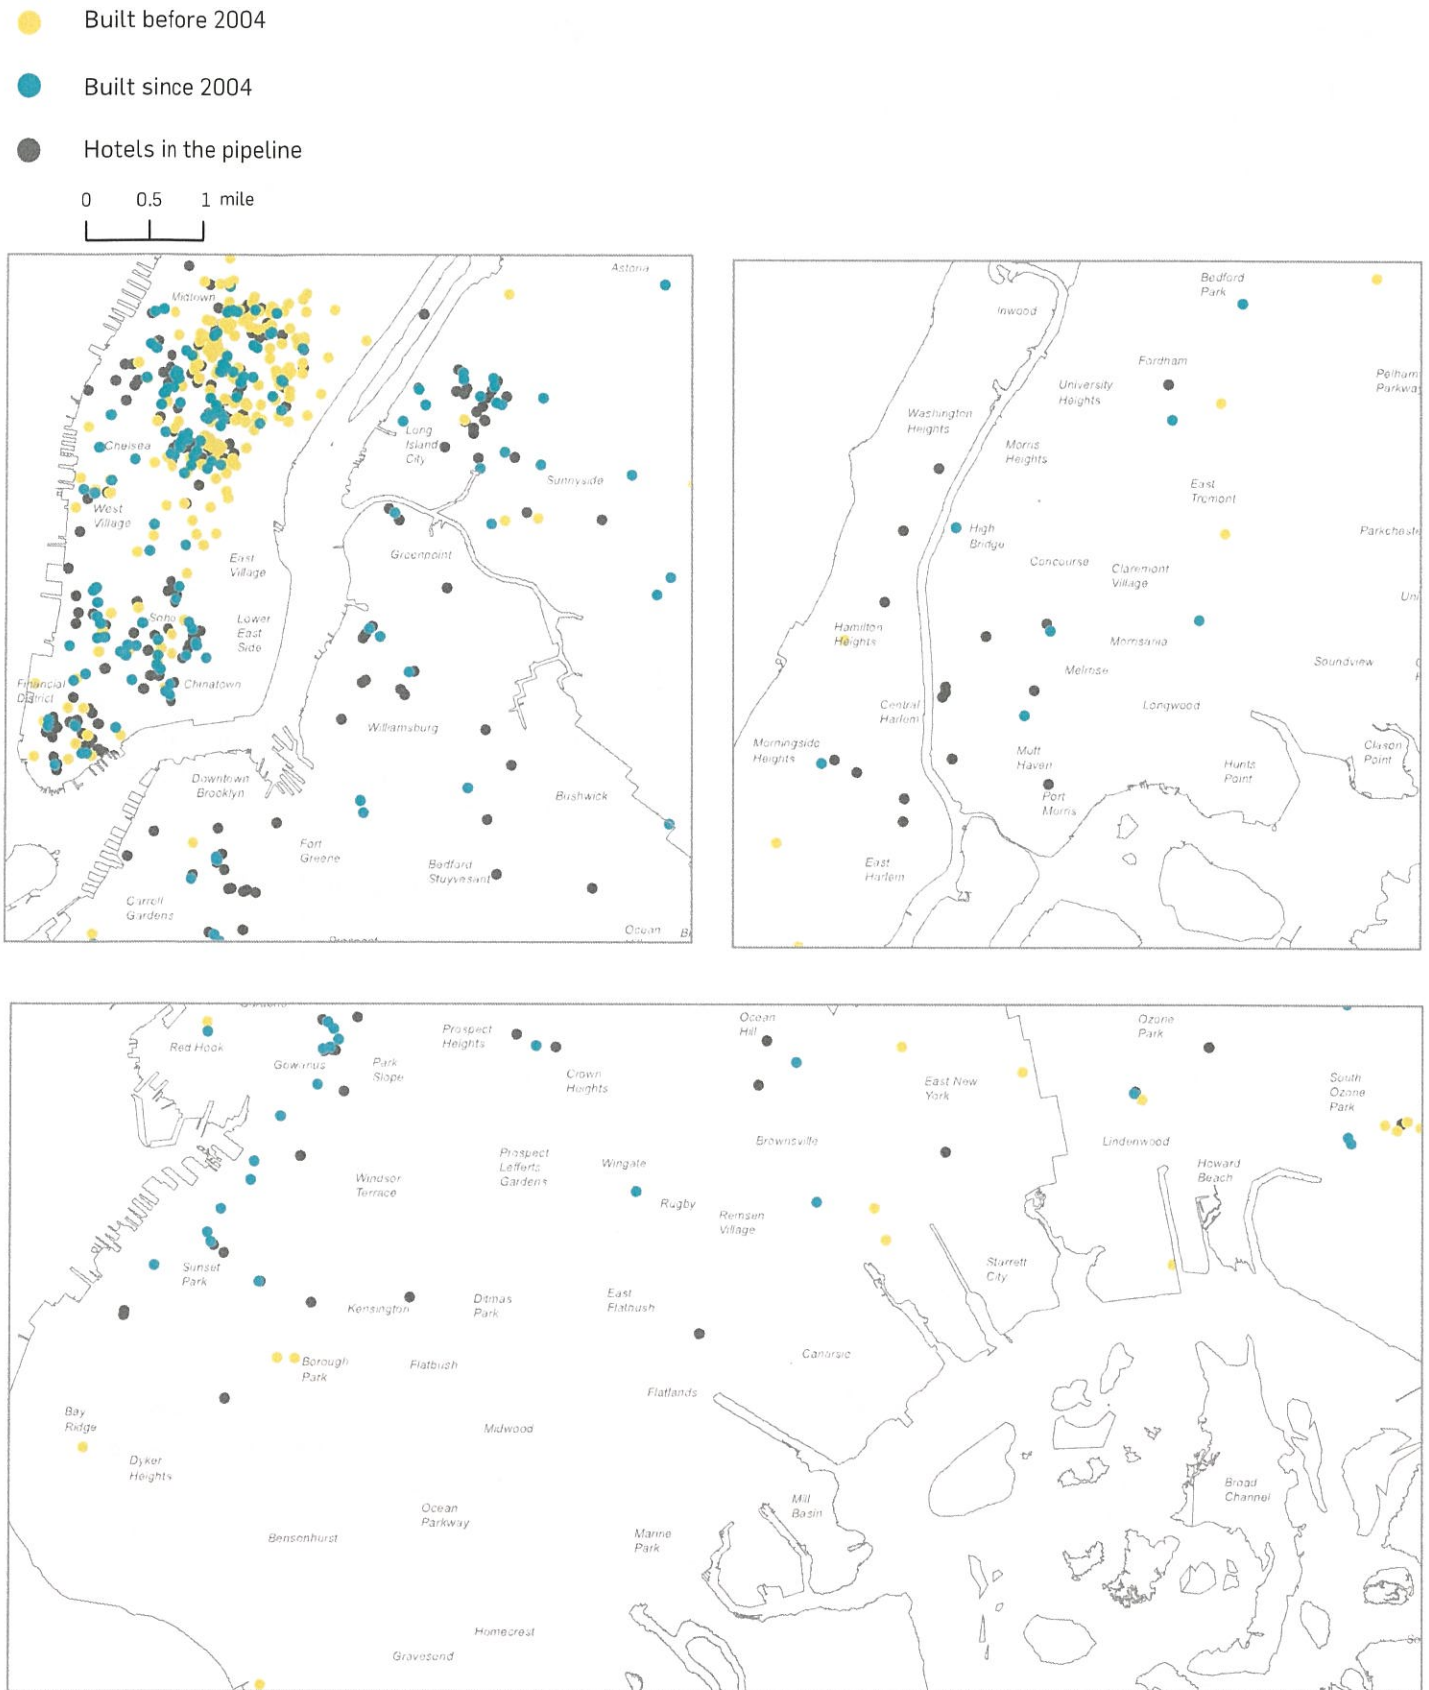 Built before 2004
Built since 2004
Hotels in the pipeline
0 0.5 1 mile
Astoria
Midtown
Chelsea
Long
Island
City
Sunnyside
West
Village
East
Village
Greenpoint
Soho
Lower
East
Side
Financial
District
Chinatown
Williamsburg
Downtown
Brooklyn
Bushwick
Fort
Greene
Bedford
Stuyvesant
Carroll
Gardens
Ocean
Prospect
Bedford
Park
Inwood
Fordham
Pelham
Parkway
University
Heights
Washington
Heights
Morris
Heights
East
Tremont
High
Bridge
Parkcheste
Concourse
Claremont
Village
Uni
Hamilton
Heights
Morrisania
Melrose
Soundview
Central
Harlem
Longwood
Morningside
Heights
Mott
Haven
Hunts
Point
Clason
Point
Port
Morris
East
Harlem
Gardens
Red Hook
Gowanus
Park
Slope
Prospect
Heights
Crown
Heights
Ocean
Hill
East New
York
Ozone
Park
South
Ozone
Park
Brownsville
Lindenwood
Prospect
Lefferts
Gardens
Wingate
Windsor
Terrace
Rugby
Remsen
Village
Howard
Beach
Sunset
Park
Starrett
City
Kensington
Ditmas
Park
East
Flatbush
Borough
Park
Flatbush
Canarsie
Flatlands
Bay
Ridge
Midwood
Dyker
Heights
Ocean
Parkway
Bensonhurst
Marine
Park
Mill
Basin
Broad
Channel
Homecrest
Gravesend